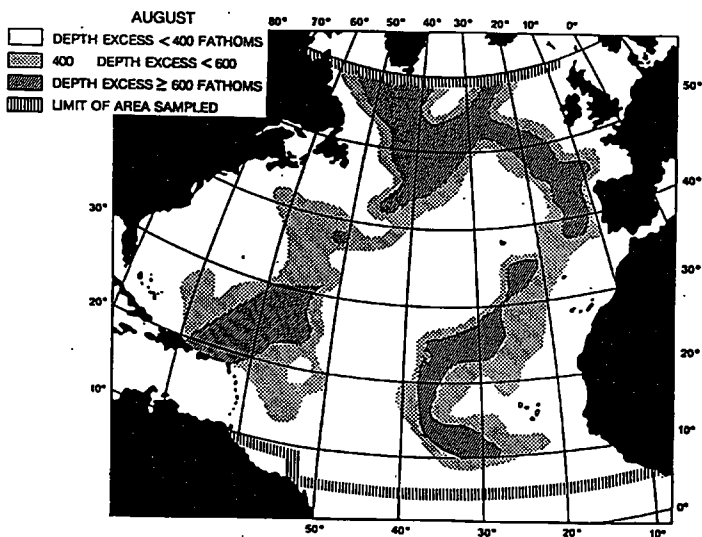 AUGUST
DEPTH EXCESS < 400 FATHOMS
400 DEPTH EXCESS < 600
DEPTH EXCESS ≥ 600 FATHOMS
LIMIT OF AREA SAMPLED
80° 70° 60° 50° 40° 30° 20° 10° 0°
50°
40°
30°
30°
20°
20°
10°
10°
0°
50° 40° 30° 20° 10°